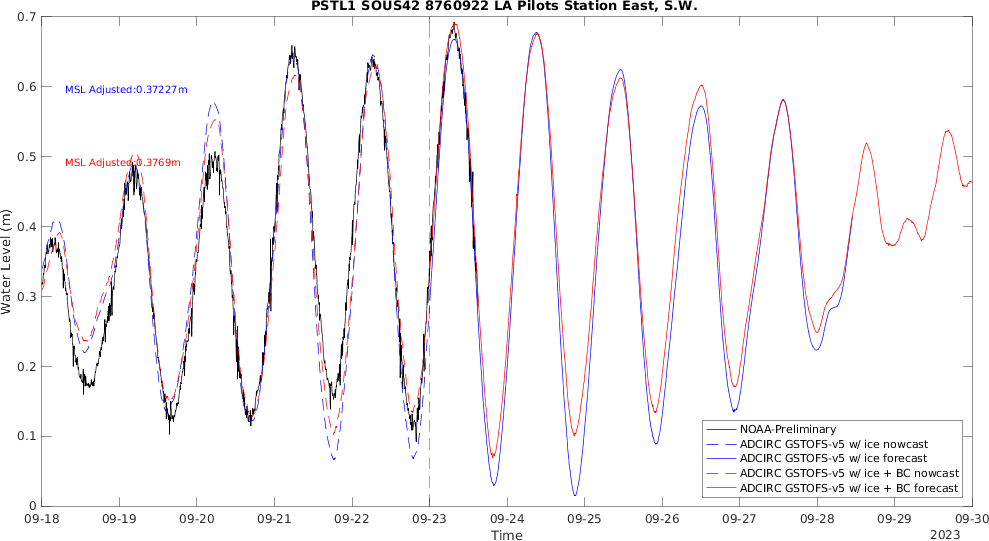 PSTL1 SOUS42 8760922 LA Pilots Station East, S.W.
0.7
0.6
0.5
0.4
0.3
0.2
0.1
0
Water Level (m)
MSL Adjusted:0.37227m
MSL Adjusted:0.3769m
NOAA-Preliminary
ADCIRC GSTOFS-v5 w/ ice nowcast
ADCIRC GSTOFS-v5 w/ ice forecast
ADCIRC GSTOFS-v5 w/ ice + BC nowcast
ADCIRC GSTOFS-v5 w/ ice + BC forecast
09-18 09-19 09-20 09-21 09-22 09-23 09-24 09-25 09-26 09-27 09-28 09-29 09-30
Time
2023